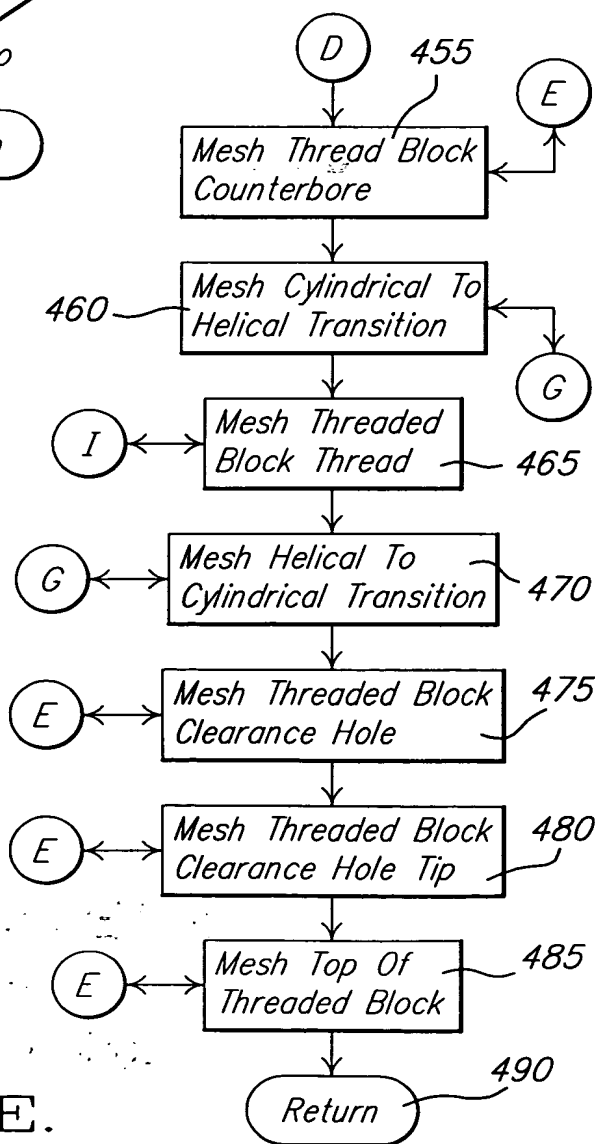 D
455
E
Mesh Thread Block
Counterbore
460
Mesh Cylindrical To
Helical Transition
G
I
Mesh Threaded
Block Thread
465
G
Mesh Helical To
Cylindrical Transition
470
E
Mesh Threaded Block
Clearance Hole
475
E
Mesh Threaded Block
Clearance Hole Tip
480
E
Mesh Top Of
Threaded Block
485
Return
490
E.